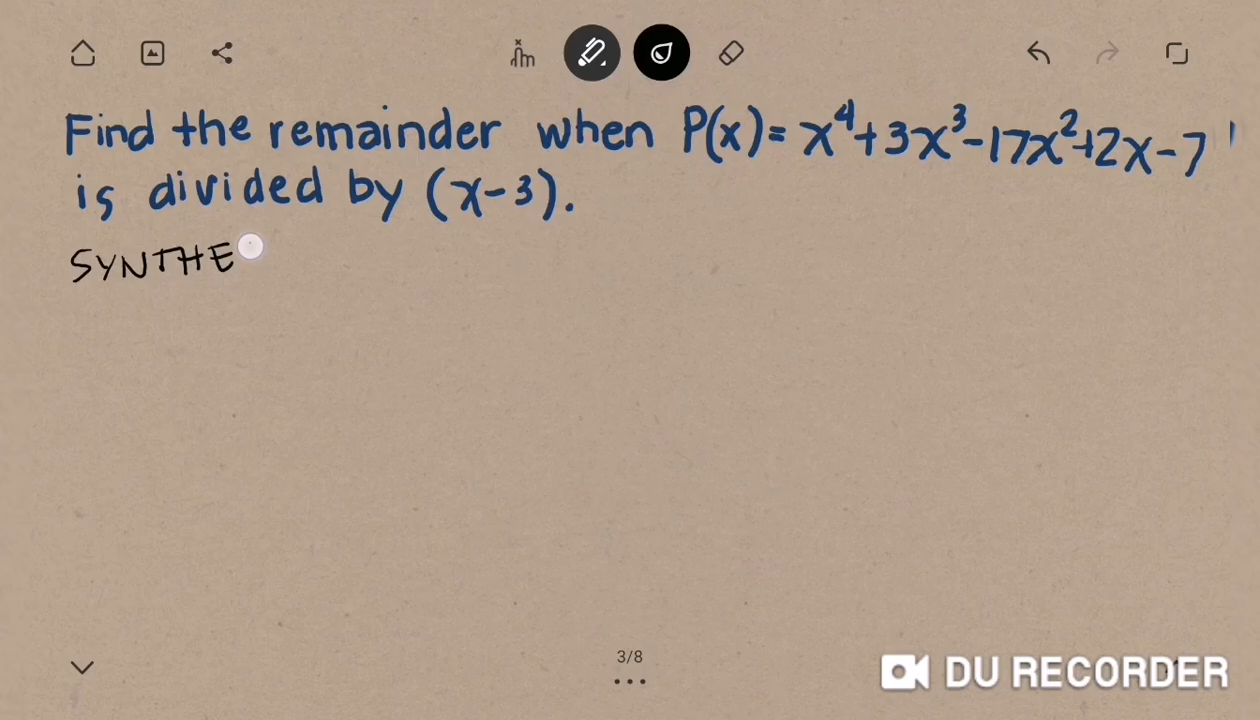 Find the remainder when P(x)= x⁴+3x³-17x²+2x-7
is divided by (x-3).
SYNTHE
3/8
DU RECORDER